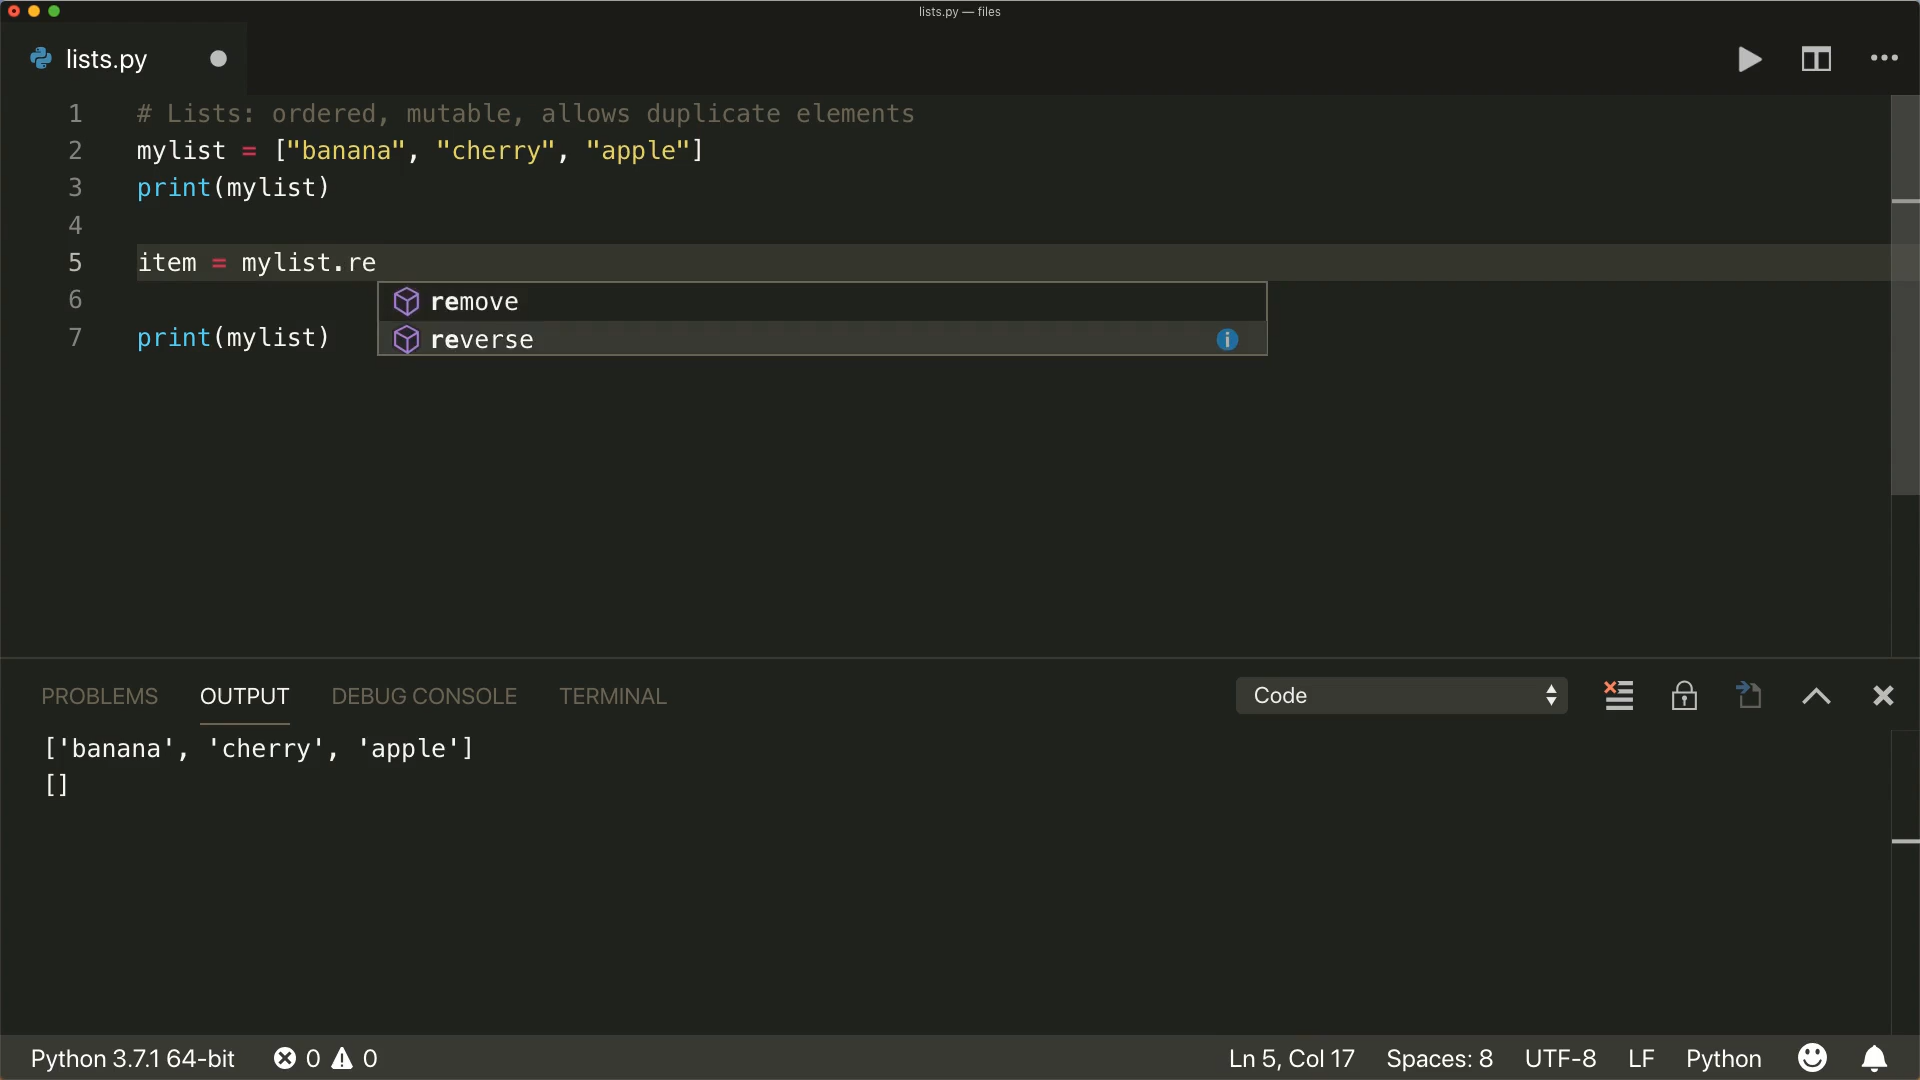 lists.py — files
lists.py
1 # Lists: ordered, mutable, allows duplicate elements
2 mylist = ["banana", "cherry", "apple"]
3 print(mylist)
4
5 item = mylist.re
remove
6
reverse
7 print(mylist)
PROBLEMS OUTPUT DEBUG CONSOLE TERMINAL Code
['banana', 'cherry', 'apple']
[]
Python 3.7.1 64-bit 0 0 Ln 5, Col 17 Spaces: 8 UTF-8 LF Python